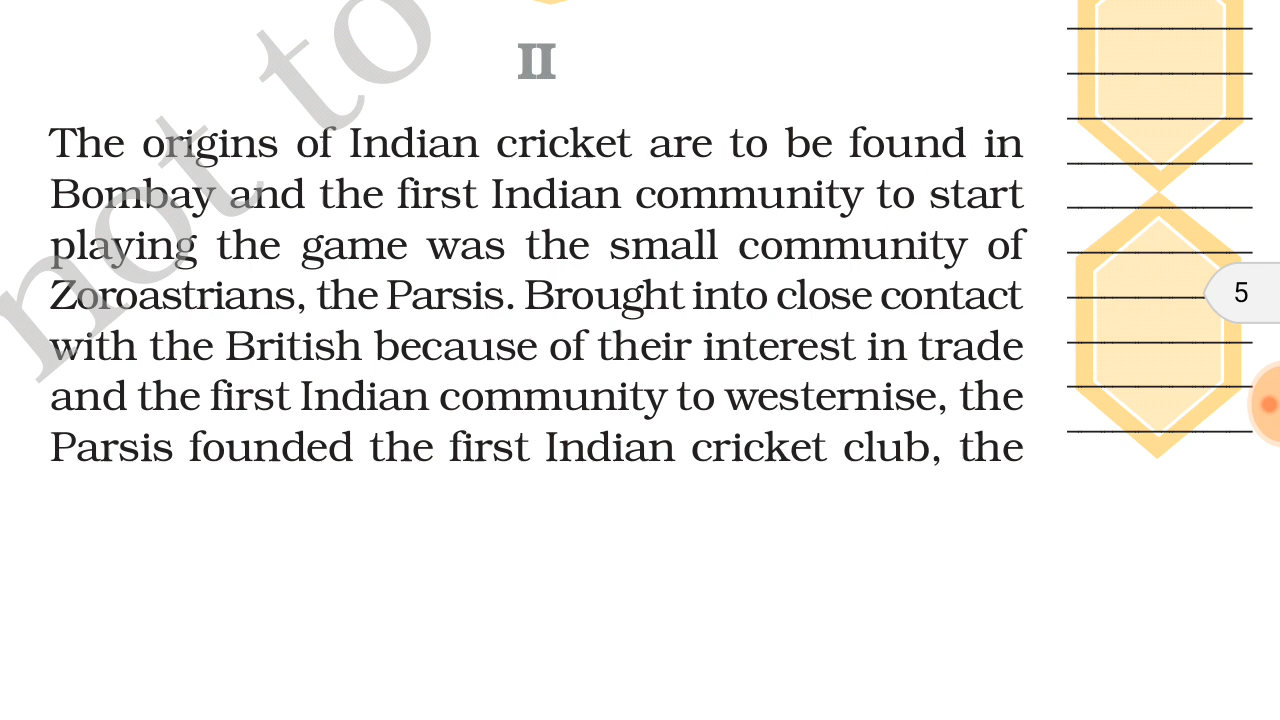 not to
II
The origins of Indian cricket are to be found in
Bombay and the first Indian community to start
playing the game was the small community of
Zoroastrians, the Parsis. Brought into close contact
with the British because of their interest in trade
and the first Indian community to westernise, the
Parsis founded the first Indian cricket club, the
5